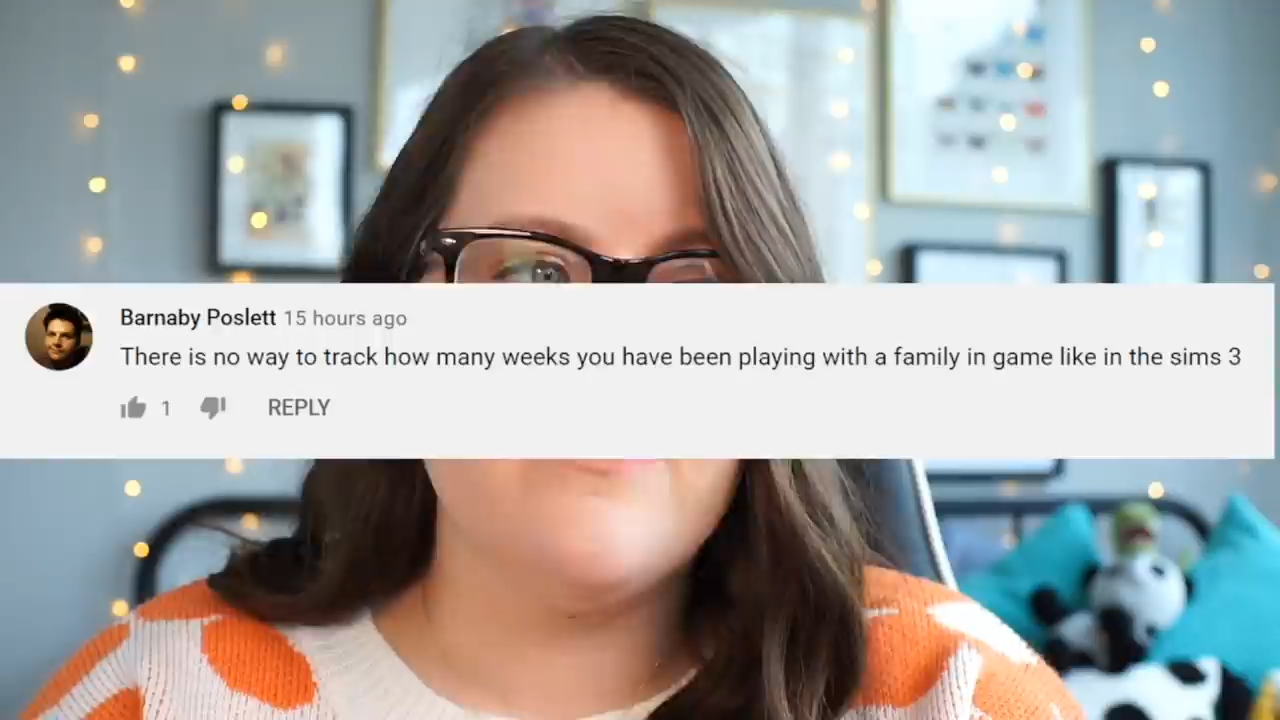 Barnaby Poslett 15 hours ago
There is no way to track how many weeks you have been playing with a family in game like in the sims 3
1 REPLY